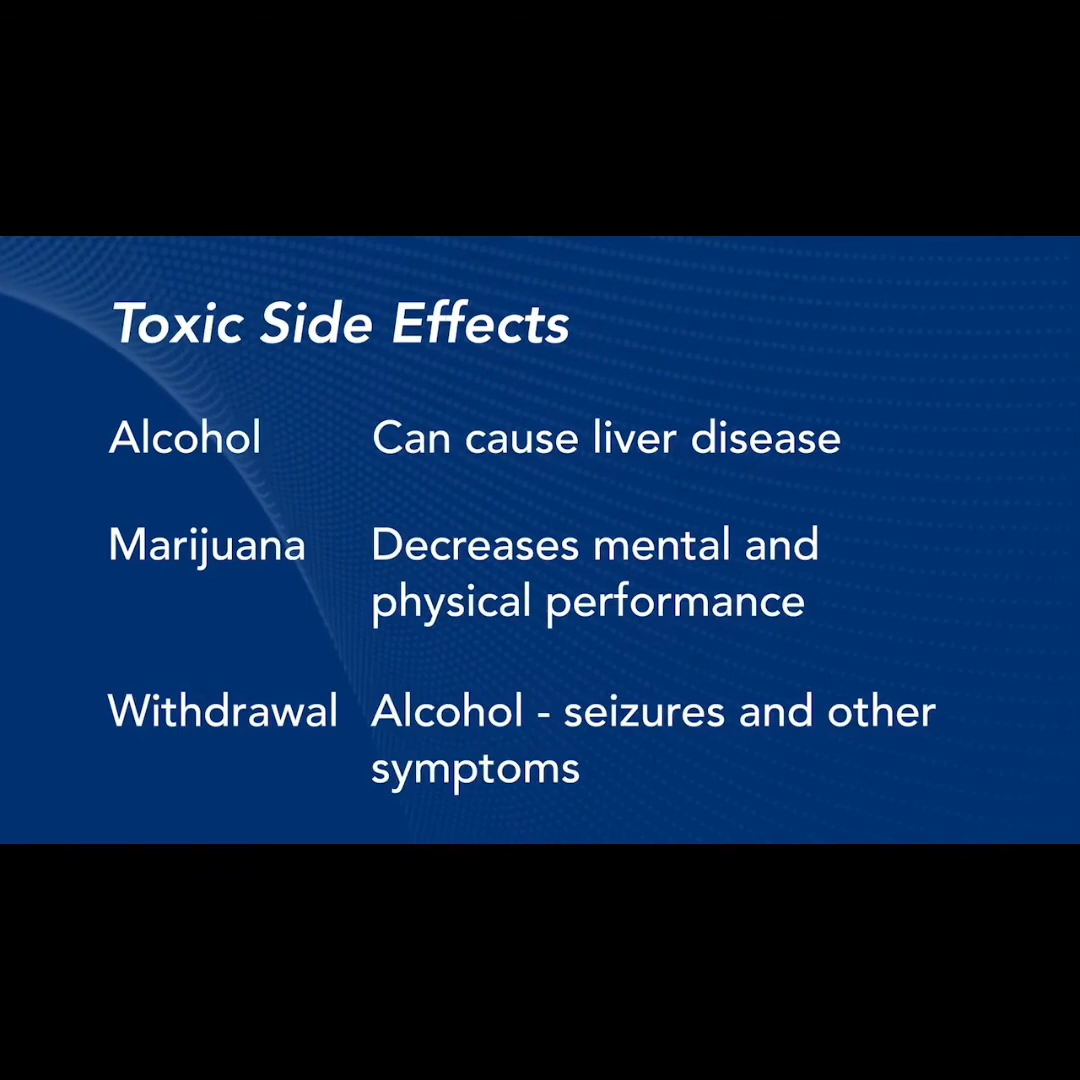 Toxic Side Effects
Alcohol Can cause liver disease
Marijuana Decreases mental and
physical performance
Withdrawal Alcohol - seizures and other
symptoms